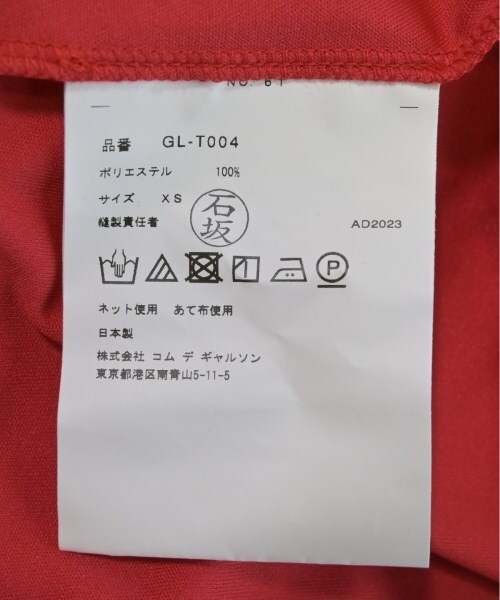 NO. 61
品番 GL-T004
ポリエステル 100%
サイズ XS
縫製責任者 石坂 AD2023
P
ネット使用 あて布使用
日本製
株式会社 コム デ ギャルソン
東京都港区南青山5-11-5